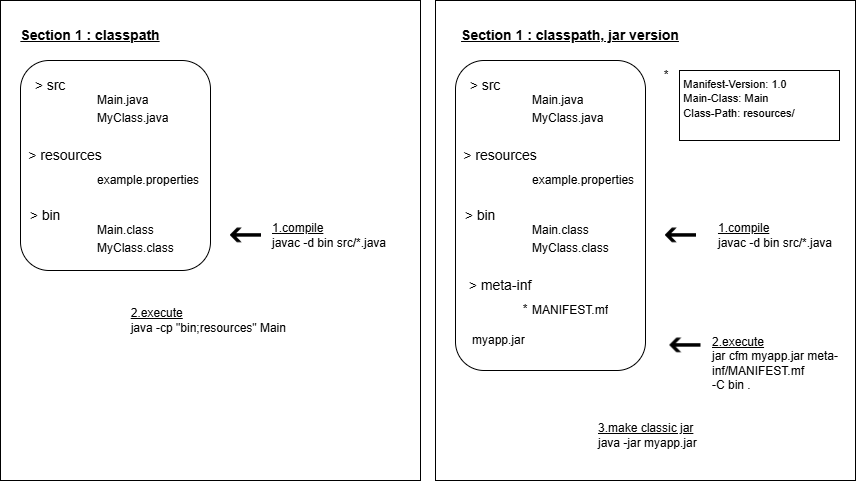 Section 1 : classpath
> src
Main.java
MyClass.java
> resources
example.properties
> bin
Main.class
MyClass.class
1.compile
javac -d bin src/*.java
2.execute
java -cp "bin;resources" Main
Section 1 : classpath, jar version
> src
Main.java
MyClass.java
> resources
example.properties
> bin
Main.class
MyClass.class
> meta-inf
* MANIFEST.mf
myapp.jar
*
Manifest-Version: 1.0
Main-Class: Main
Class-Path: resources/
1.compile
javac -d bin src/*.java
2.execute
jar cfm myapp.jar meta-
inf/MANIFEST.mf
-C bin .
3.make classic jar
java -jar myapp.jar